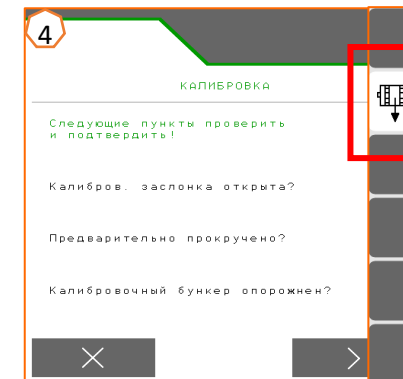 4
КАЛИБРОВКА
Следующие пункты проверить
и подтвердить!
Калибров. заслонка открыта?
Предварительно прокручено?
Калибровочный бункер опорожнен?